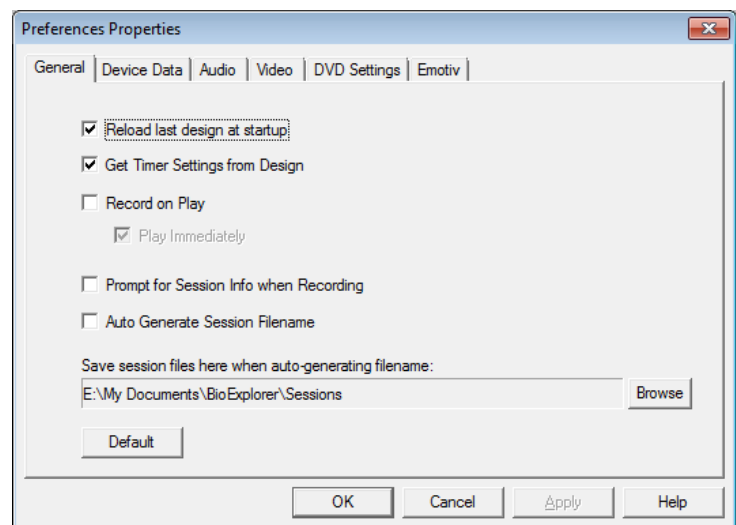 Preferences Properties
General Device Data Audio Video DVD Settings Emotiv
Reload last design at startup
Get Timer Settings from Design
Record on Play
Play Immediately
Prompt for Session Info when Recording
Auto Generate Session Filename
Save session files here when auto-generating filename:
E:\My Documents\BioExplorer\Sessions Browse
Default
OK Cancel Apply Help